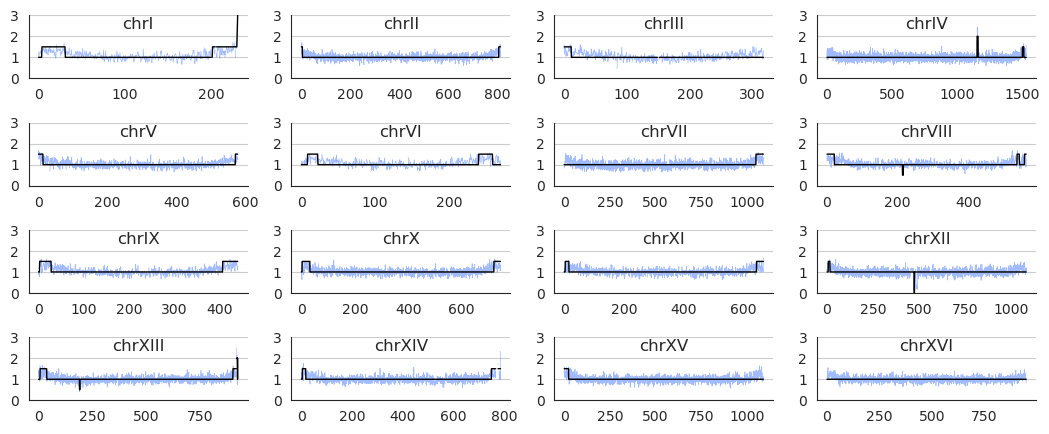 chrI chrII chrIII chrIV
3 3 3 3
2 2 2 2
1 1 1 1
0 0 0 0
0 100 200 0 200 400 600 800 0 100 200 300 0 500 1000 1500
chrV chrVI chrVII chrVIII
3 3 3 3
2 2 2 2
1 1 1 1
0 0 0 0
0 200 400 600 0 100 200 0 250 500 750 1000 0 200 400
chrIX chrX chrXI chrXII
3 3 3 3
2 2 2 2
1 1 1 1
0 0 0 0
0 100 200 300 400 0 200 400 600 0 200 400 600 0 250 500 750 1000
chrXIII chrXIV chrXV chrXVI
3 3 3 3
2 2 2 2
1 1 1 1
0 0 0 0
0 250 500 750 0 200 400 600 800 0 250 500 750 1000 0 250 500 750